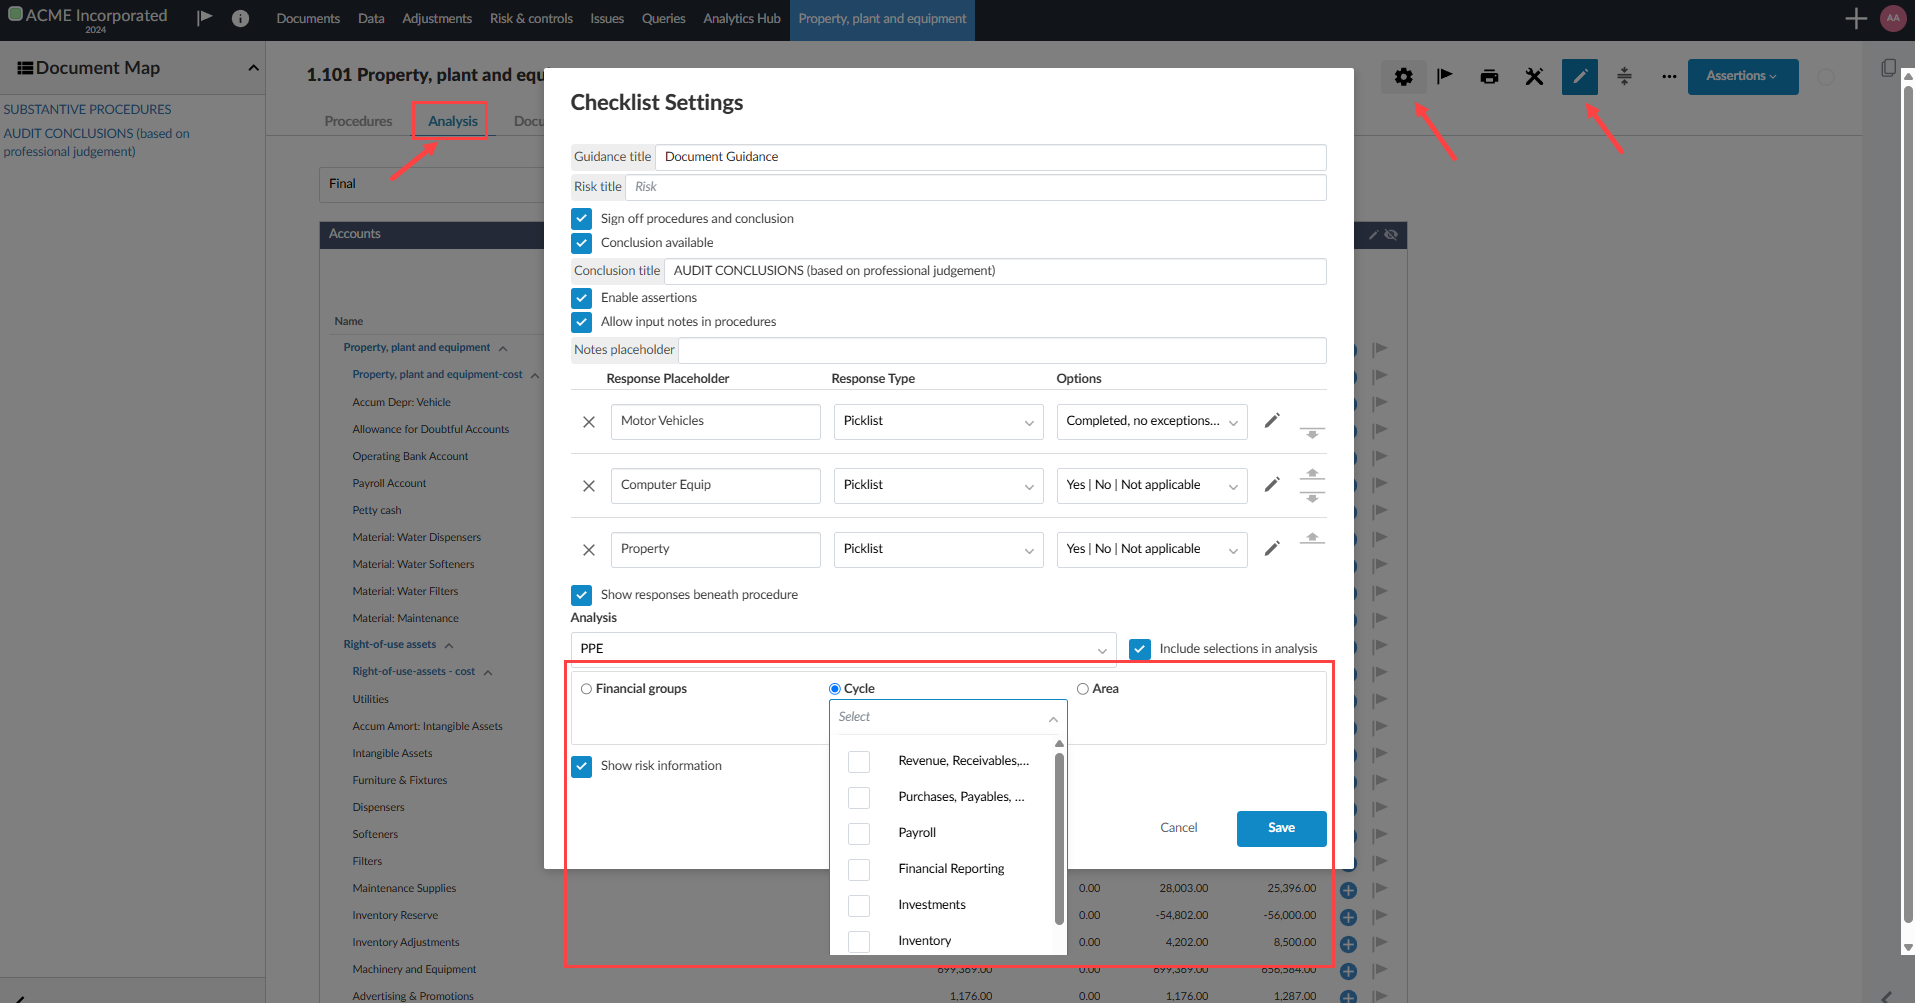 ACME Incorporated
2024
Documents Data Adjustments Risk & controls Issues Queries Analytics Hub Property, plant and equipment
AA
Document Map
SUBSTANTIVE PROCEDURES
AUDIT CONCLUSIONS (based on
professional judgement)
1.101 Property, plant and equ
Assertions
Procedures Analysis Docu
Final
Accounts
Name
Property, plant and equipment
Property, plant and equipment-cost
Accum Depr: Vehicle
Allowance for Doubtful Accounts
Operating Bank Account
Payroll Account
Petty cash
Material: Water Dispensers
Material: Water Softeners
Material: Water Filters
Material: Maintenance
Right-of-use assets
Right-of-use-assets - cost
Utilities
Accum Amort: Intangible Assets
Intangible Assets
Furniture & Fixtures
Dispensers
Softeners
Filters
Maintenance Supplies 0.00 28,003.00 25,396.00
Inventory Reserve 0.00 -54,802.00 -56,000.00
Inventory Adjustments 0.00 4,202.00 8,500.00
Machinery and Equipment 699,369.00 0.00 699,369.00 656,584.00
Advertising & Promotions 1,176.00 0.00 1,176.00 1,287.00
Checklist Settings
Guidance title Document Guidance
Risk title Risk
Sign off procedures and conclusion
Conclusion available
Conclusion title AUDIT CONCLUSIONS (based on professional judgement)
Enable assertions
Allow input notes in procedures
Notes placeholder
Response Placeholder Response Type Options
Motor Vehicles Picklist Completed, no exceptions...
Computer Equip Picklist Yes | No | Not applicable
Property Picklist Yes | No | Not applicable
Show responses beneath procedure
Analysis
PPE Include selections in analysis
Financial groups Cycle Area
Select
Revenue, Receivables,...
Purchases, Payables, ...
Payroll
Financial Reporting
Investments
Inventory
Show risk information
Cancel Save